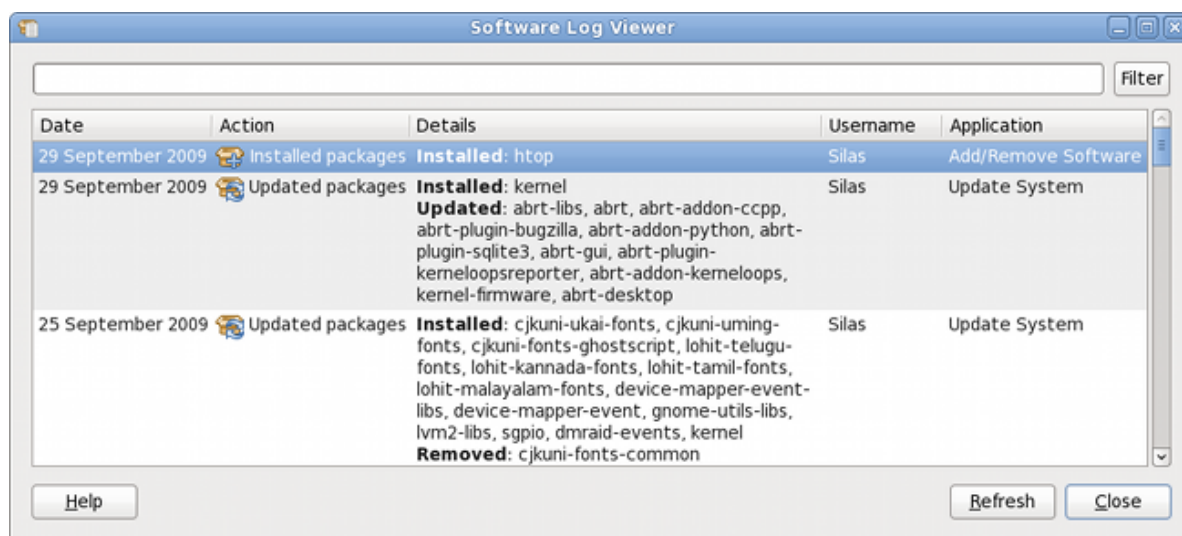 Software Log Viewer
Filter
Date Action Details Username Application
29 September 2009 Installed packages Installed: htop Silas Add/Remove Software
29 September 2009 Updated packages Installed: kernel Silas Update System
Updated: abrt-libs, abrt, abrt-addon-ccpp,
abrt-plugin-bugzilla, abrt-addon-python, abrt-
plugin-sqlite3, abrt-gui, abrt-plugin-
kerneloopsreporter, abrt-addon-kerneloops,
kernel-firmware, abrt-desktop
25 September 2009 Updated packages Installed: cjkuni-ukai-fonts, cjkuni-uming- Silas Update System
fonts, cjkuni-fonts-ghostscript, lohit-telugu-
fonts, lohit-kannada-fonts, lohit-tamil-fonts,
lohit-malayalam-fonts, device-mapper-event-
libs, device-mapper-event, gnome-utils-libs,
lvm2-libs, sgpio, dmraid-events, kernel
Removed: cjkuni-fonts-common
Help Refresh Close